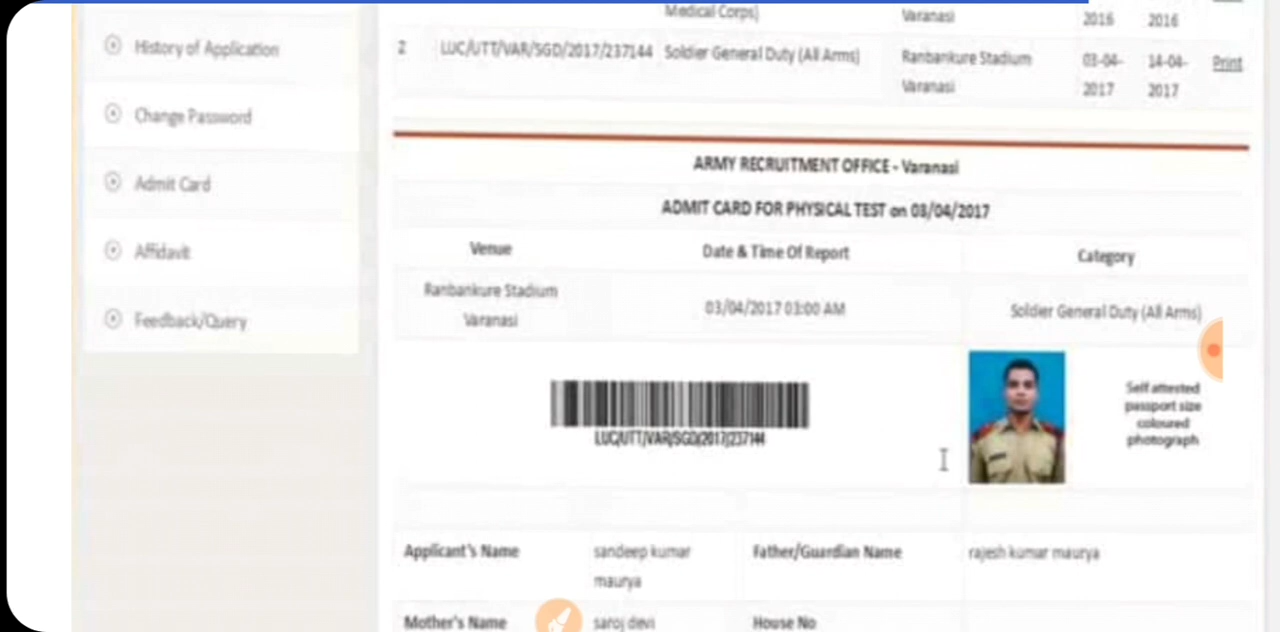 Medical Corps)
Varanasi
2016
2016
History of Application
2
LUC/UTT/VAR/SGD/2017/237144
Soldier General Duty (All Arms)
Ranbankure Stadium
Varanasi
03-04-
2017
14-04-
2017
Print
Change Password
Admit Card
Affidavit
Feedback/Query
ARMY RECRUITMENT OFFICE - Varanasi
ADMIT CARD FOR PHYSICAL TEST on 03/04/2017
Venue
Date & Time Of Report
Category
Ranbankure Stadium
Varanasi
03/04/2017 03:00 AM
Soldier General Duty (All Arms)
LUC/UTT/VAR/SGD/2017/237144
Self attested
passport size
coloured
photograph
Applicant's Name
sandeep kumar
maurya
Father/Guardian Name
rajesh kumar maurya
Mother's Name
saroj devi
House No